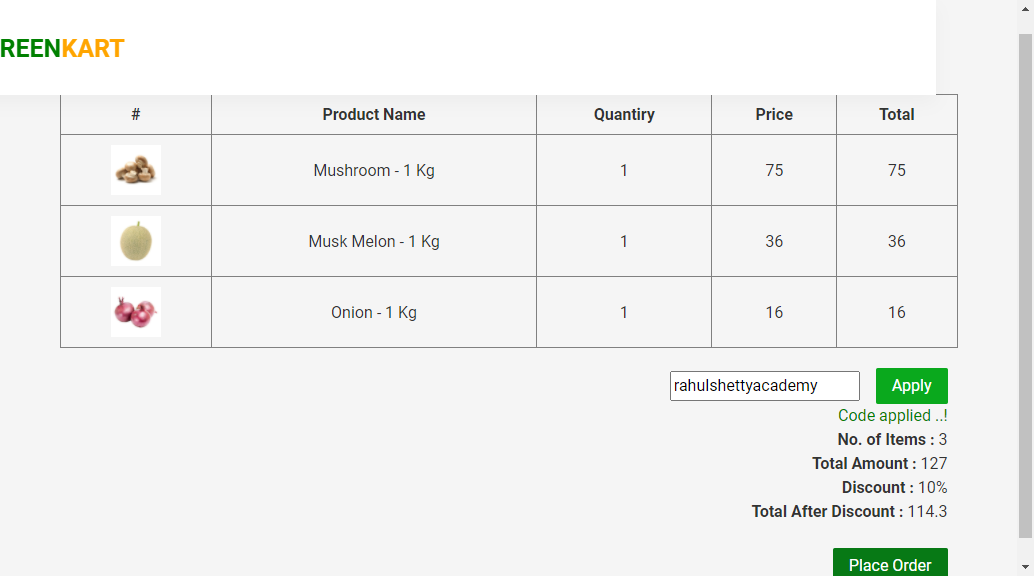 REENKART
# Product Name Quantiry Price Total
Mushroom - 1 Kg 1 75 75
Musk Melon - 1 Kg 1 36 36
Onion - 1 Kg 1 16 16
rahulshettyacademy Apply
Code applied ..!
No. of Items : 3
Total Amount : 127
Discount : 10%
Total After Discount : 114.3
Place Order